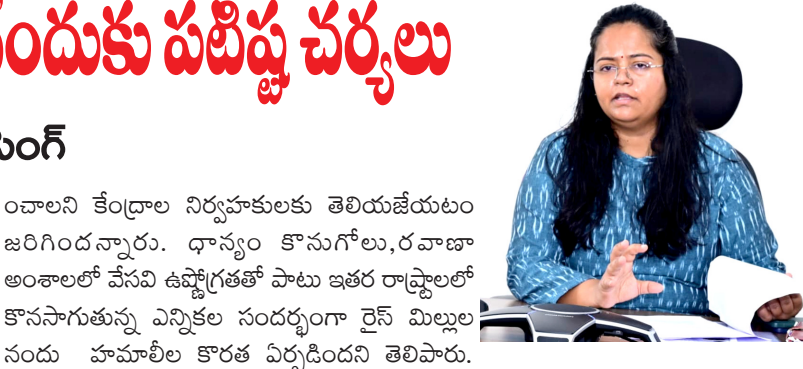 ందుకు పటిష్ట చర్యలు
ంగ్
ంచాలని కేంద్రాల నిర్వహకులకు తెలియజేయటం
జరిగిందన్నారు. ధాన్యం కొనుగోలు,రవాణా
అంశాలలో వేసవి ఉష్ణోగ్రతతో పాటు ఇతర రాష్ట్రాలలో
కొనసాగుతున్న ఎన్నికల సందర్భంగా రైస్ మిల్లుల
నందు హమాలీల కొరత ఏర్పడిందని తెలిపారు.